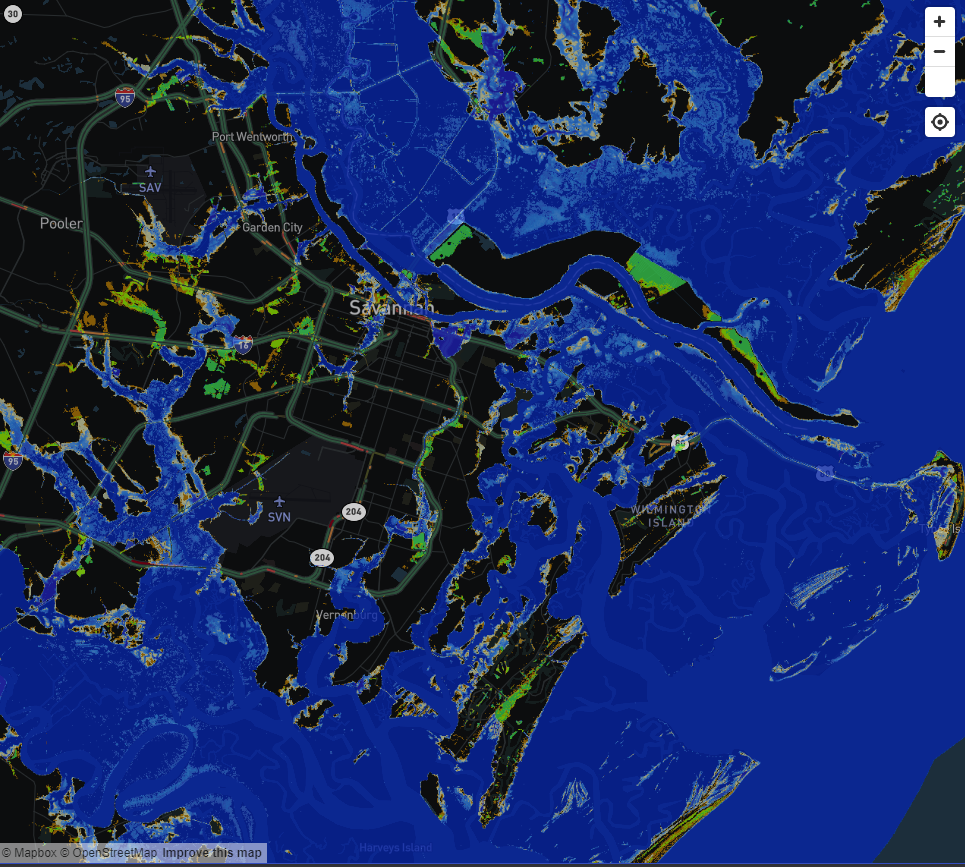 30
95
Port Wentworth
SAV
Pooler
Garden City
Savannah
16
80
95
SVN
204
WILMINGTON
ISLAND
204
Vernonburg
Harveys Island
© Mapbox © OpenStreetMap Improve this map